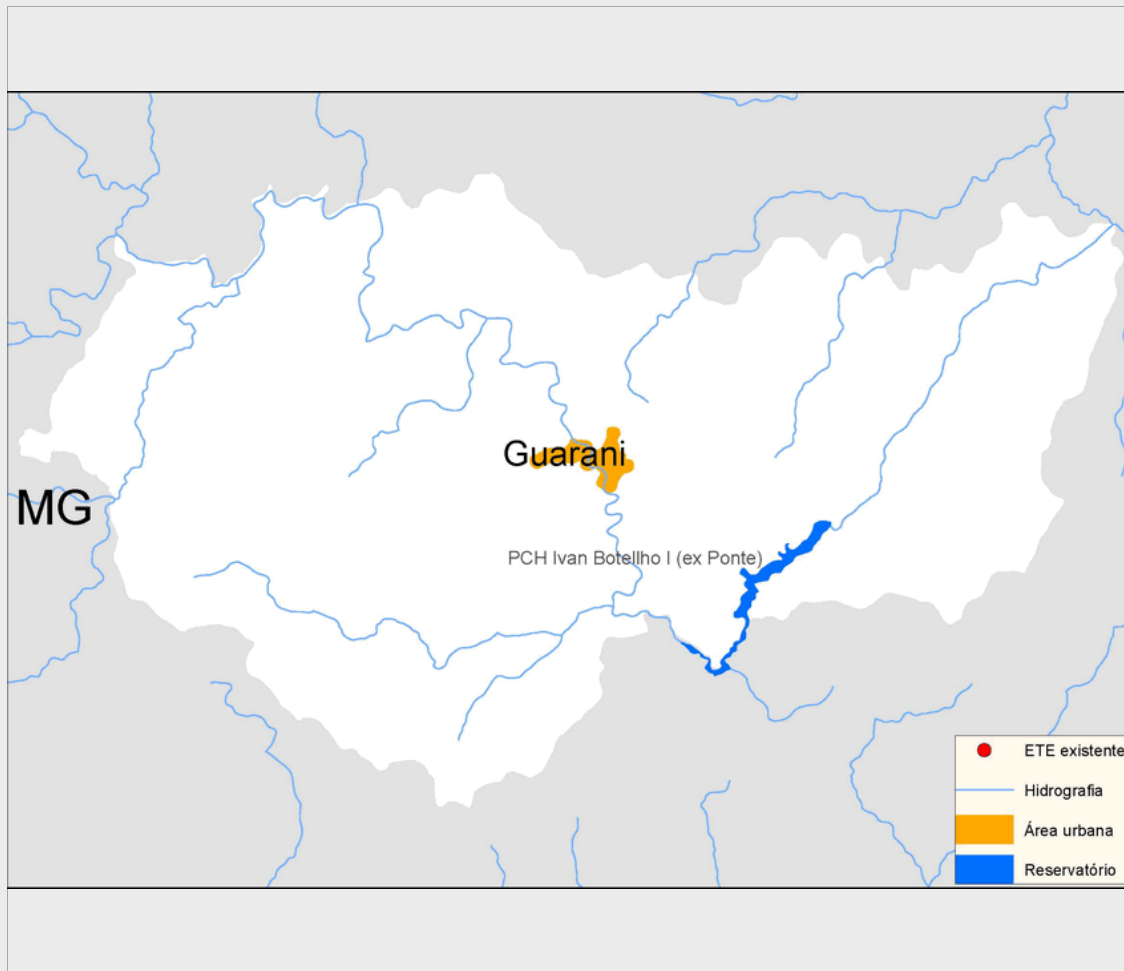 Guarani
MG
PCH Ivan Botellho I (ex Ponte)
ETE existente
Hidrografia
Área urbana
Reservatório